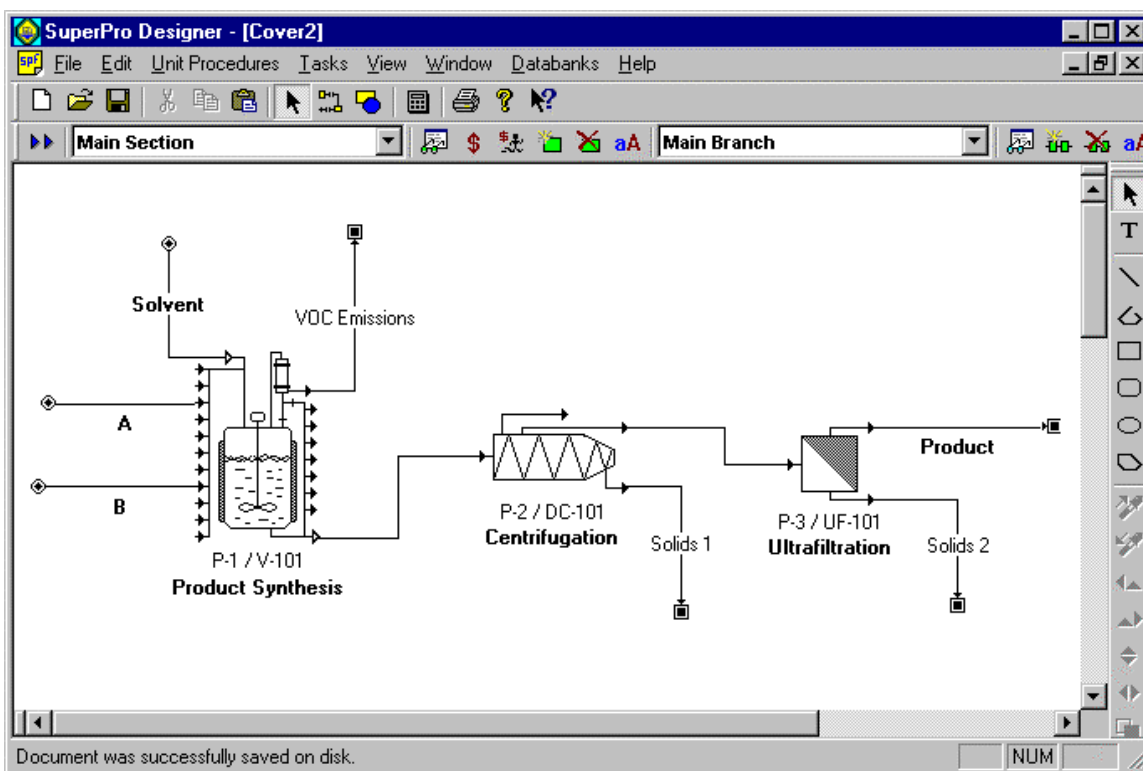 SuperPro Designer - [Cover2]
spf File Edit Unit Procedures Tasks View Window Databanks Help
Main Section $ $ aA Main Branch aA
T
Solvent
VOC Emissions
A
B
Product
P-1 / V-101
Product Synthesis
P-2 / DC-101
Centrifugation
Solids 1
P-3 / UF-101
Ultrafiltration
Solids 2
Document was successfully saved on disk. NUM